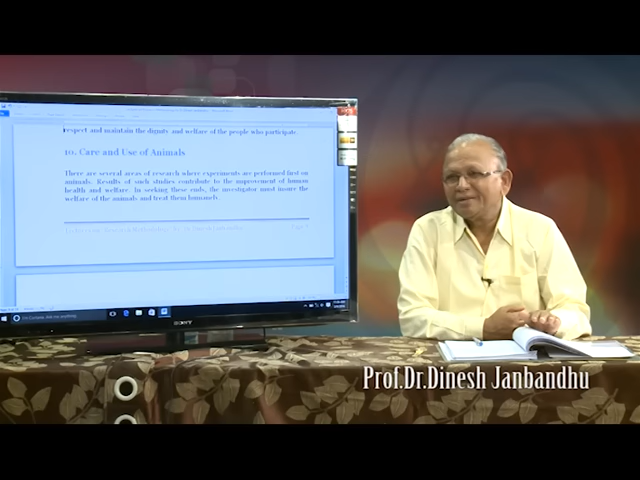 respect and maintain the dignity and welfare of the people who participate.
10. Care and Use of Animals
There are several areas of research where experiments are performed first on
animals. Results of such studies contribute to the improvement of human
health and welfare. In seeking these ends, the investigator must insure the
welfare of the animals and treat them humanely.
SONY
Prof.Dr.Dinesh Janbandhu